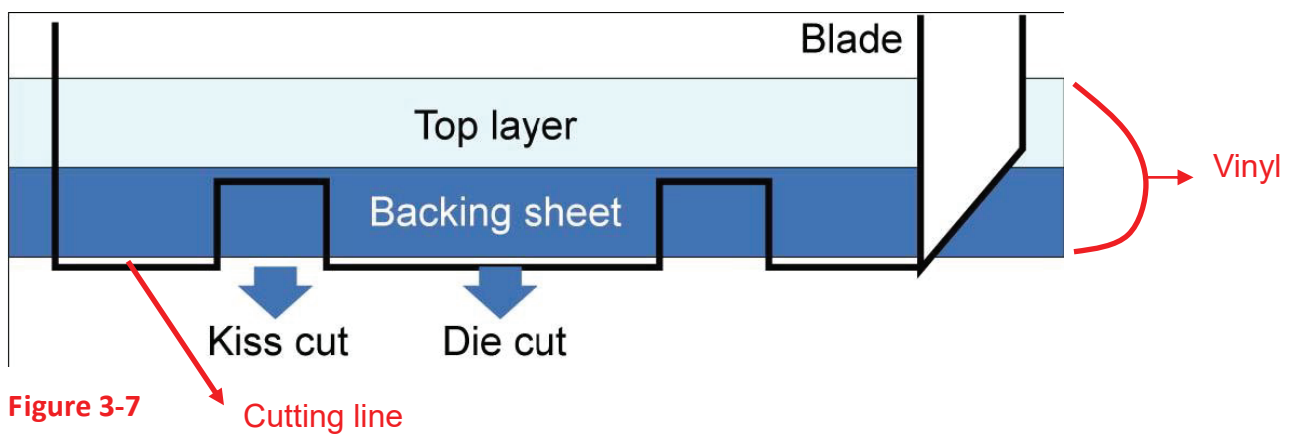 Blade
Top layer
Vinyl
Backing sheet
Kiss cut
Die cut
Figure 3-7
Cutting line